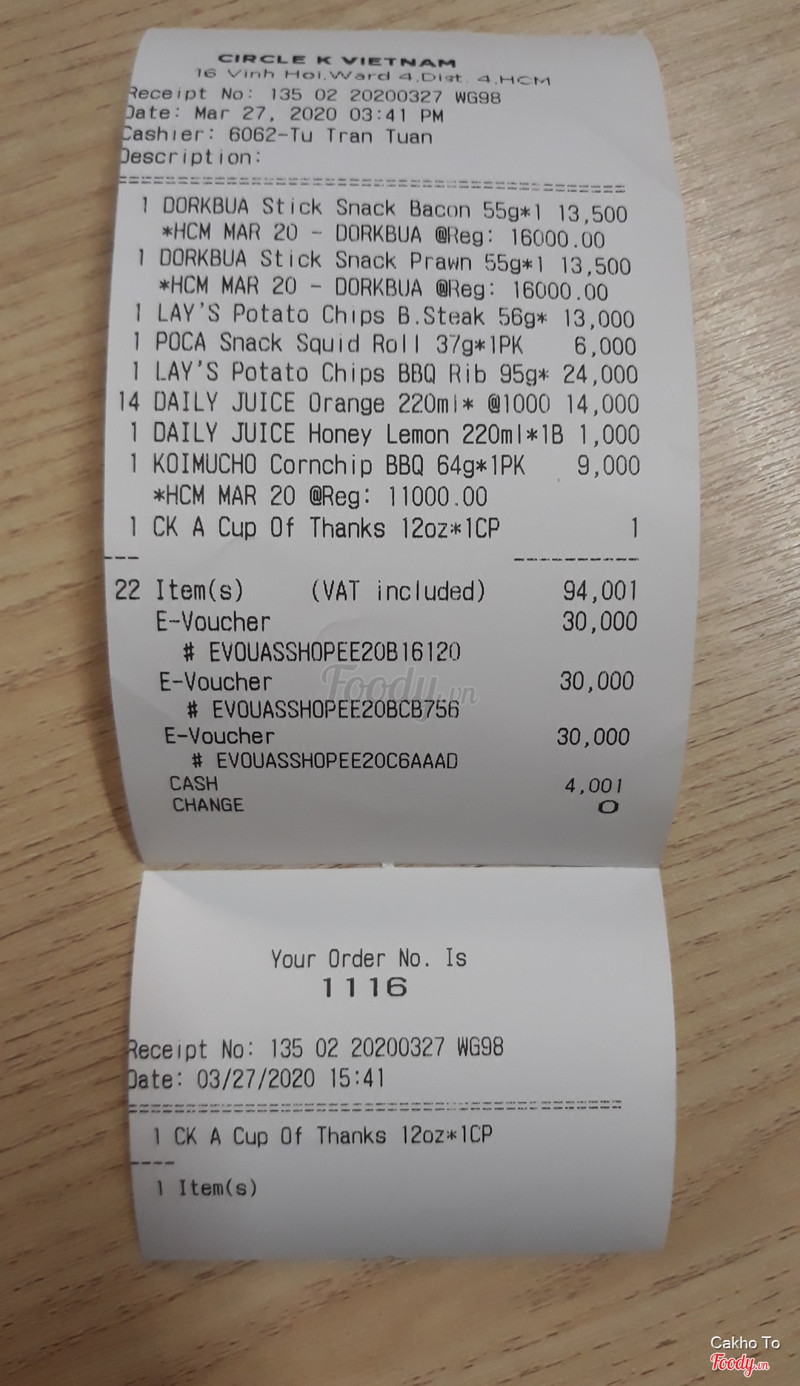 CIRCLE K VIETNAM
16 Vinh Hoi,Ward 4,Dist. 4,HCM
Receipt No: 135 02 20200327 WG98
Date: Mar 27, 2020 03:41 PM
Cashier: 6062-Tu Tran Tuan
Description:
1 DORKBUA Stick Snack Bacon 55g*1 13,500
*HCM MAR 20 - DORKBUA @Reg: 16000.00
1 DORKBUA Stick Snack Prawn 55g*1 13,500
*HCM MAR 20 - DORKBUA @Reg: 16000.00
1 LAY'S Potato Chips B.Steak 56g* 13,000
1 POCA Snack Squid Roll 37g*1PK 6,000
1 LAY'S Potato Chips BBQ Rib 95g* 24,000
14 DAILY JUICE Orange 220ml* @1000 14,000
1 DAILY JUICE Honey Lemon 220ml*1B 1,000
1 KOIMUCHO Cornchip BBQ 64g*1PK 9,000
*HCM MAR 20 @Reg: 11000.00
1 CK A Cup Of Thanks 12oz*1CP 1
22 Item(s) (VAT included) 94,001
E-Voucher 30,000
# EVOUASSHOPEE20B16120
E-Voucher 30,000
# EVOUASSHOPEE20BCB756
E-Voucher 30,000
# EVOUASSHOPEE20C6AAAD
CASH 4,001
CHANGE 0
Foody.vn
Your Order No. Is
1116
Receipt No: 135 02 20200327 WG98
Date: 03/27/2020 15:41
1 CK A Cup Of Thanks 12oz*1CP
1 Item(s)
Cakho To
Foody.vn